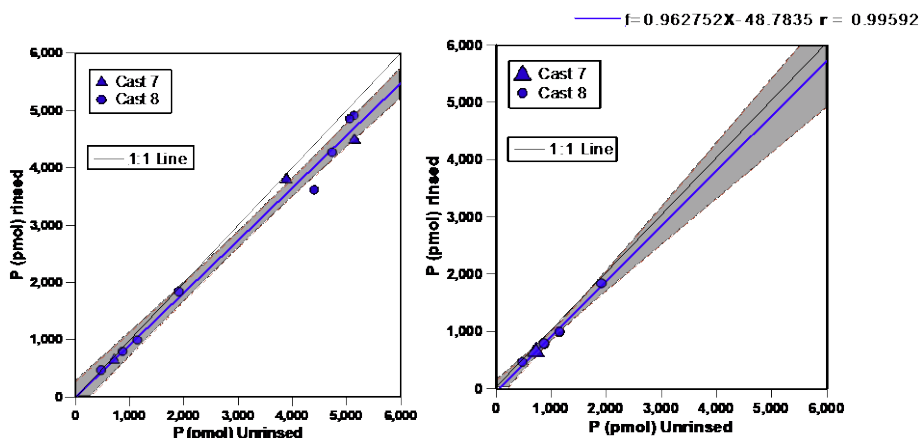 f=0.962752X-48.7835 r = 0.99592
6,000
5,000
4,000
3,000
2,000
1,000
0
P (pmol) rinsed
Cast 7
Cast 8
1:1 Line
0
1,000
2,000
3,000
4,000
5,000
6,000
P (pmol) Unrinsed
6,000
5,000
4,000
3,000
2,000
1,000
0
P (pmol) rinsed
Cast 7
Cast 8
1:1 Line
0
1,000
2,000
3,000
4,000
5,000
6,000
P (pmol) Unrinsed